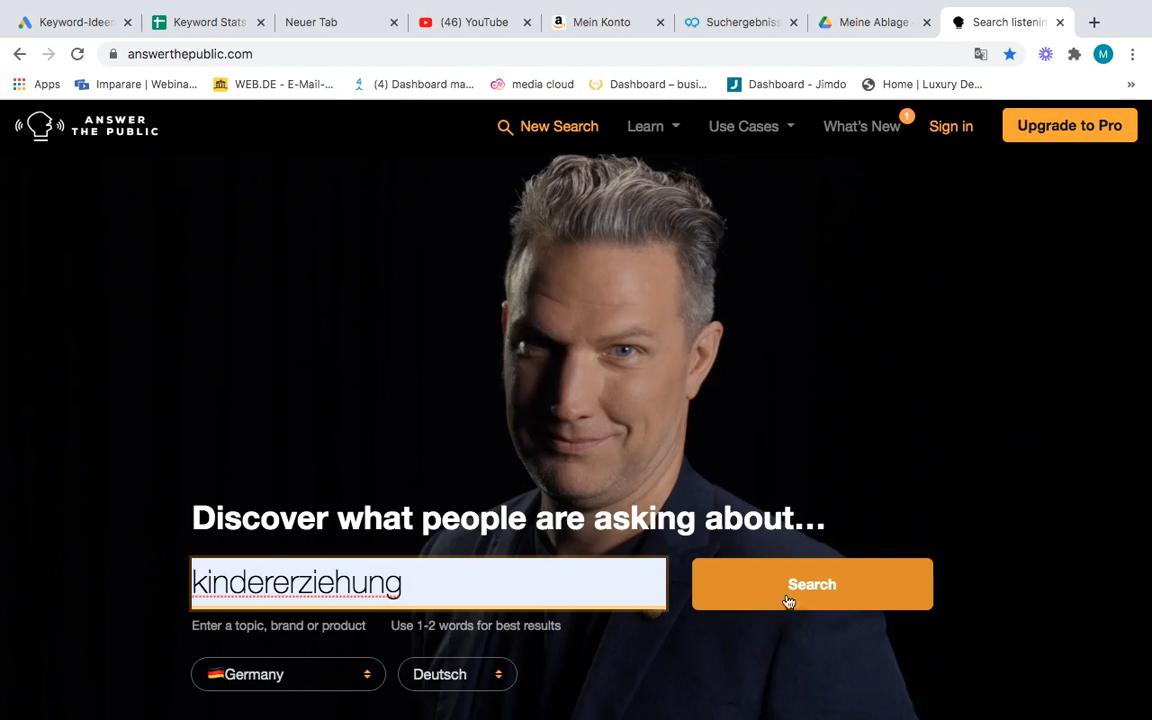 Keyword-Ideen
Keyword Stats
Neuer Tab
(46) YouTube
Mein Konto
Suchergebniss
Meine Ablage -
Search listenin
answerthepublic.com
M
Apps
Imparare | Webina...
WEB.DE - E-Mail-...
(4) Dashboard ma...
media cloud
Dashboard – busi...
Dashboard - Jimdo
Home | Luxury De...
»
ANSWER
THE PUBLIC
New Search
Learn
Use Cases
What's New
1
Sign in
Upgrade to Pro
Discover what people are asking about...
kindererziehung
Search
Enter a topic, brand or product
Use 1-2 words for best results
Germany
Deutsch